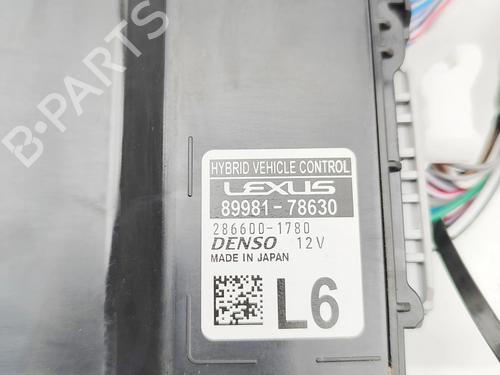 B-PARTS
HYBRID VEHICLE CONTROL
LEXUS
89981-78630
286600-1780
DENSO 12V
MADE IN JAPAN
L6